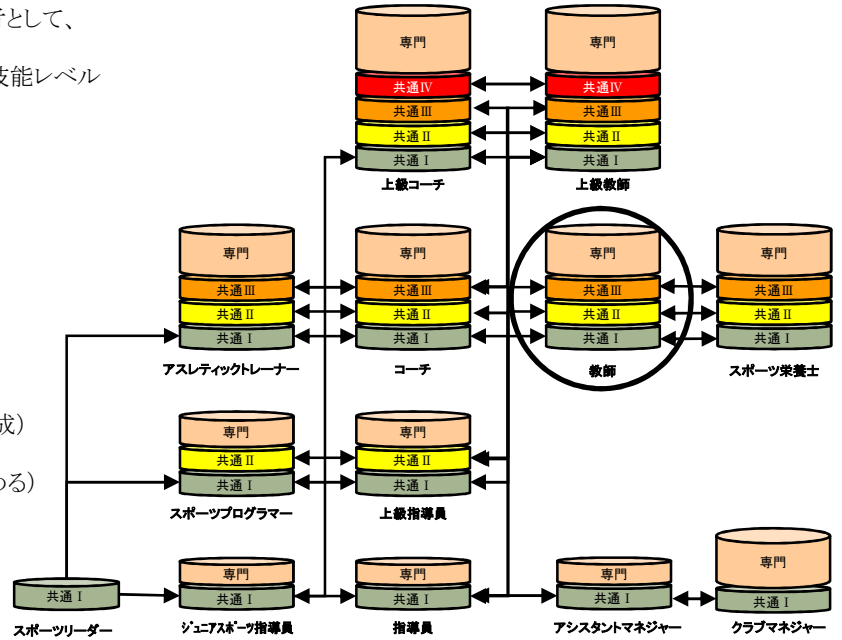 として、
技能レベル
成)
める)
専門
共通Ⅳ
共通Ⅲ
共通Ⅱ
共通Ⅰ
上級コーチ
専門
共通Ⅳ
共通Ⅲ
共通Ⅱ
共通Ⅰ
上級教師
専門
共通Ⅲ
共通Ⅱ
共通Ⅰ
アスレティックトレーナー
専門
共通Ⅲ
共通Ⅱ
共通Ⅰ
コーチ
専門
共通Ⅲ
共通Ⅱ
共通Ⅰ
教師
専門
共通Ⅲ
共通Ⅱ
共通Ⅰ
スポーツ栄養士
専門
共通Ⅱ
共通Ⅰ
スポーツプログラマー
専門
共通Ⅱ
共通Ⅰ
上級指導員
共通Ⅰ
スポーツリーダー
専門
共通Ⅰ
ジュニアスポーツ指導員
専門
共通Ⅰ
指導員
専門
共通Ⅰ
アシスタントマネジャー
専門
共通Ⅰ
クラブマネジャー